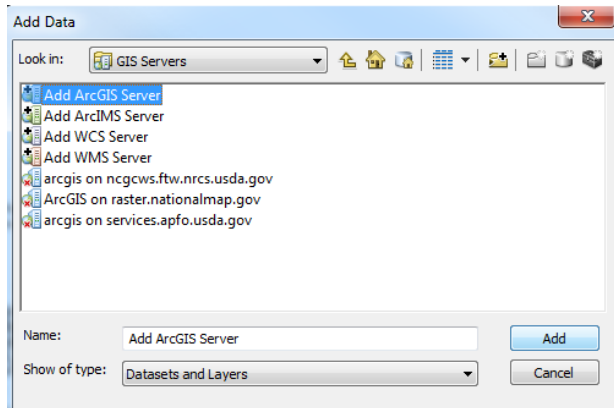 Add Data
Look in: GIS Servers
Add ArcGIS Server
Add ArcIMS Server
Add WCS Server
Add WMS Server
arcgis on ncgcws.ftw.nrcs.usda.gov
ArcGIS on raster.nationalmap.gov
arcgis on services.apfo.usda.gov
Name: Add ArcGIS Server Add
Show of type: Datasets and Layers Cancel